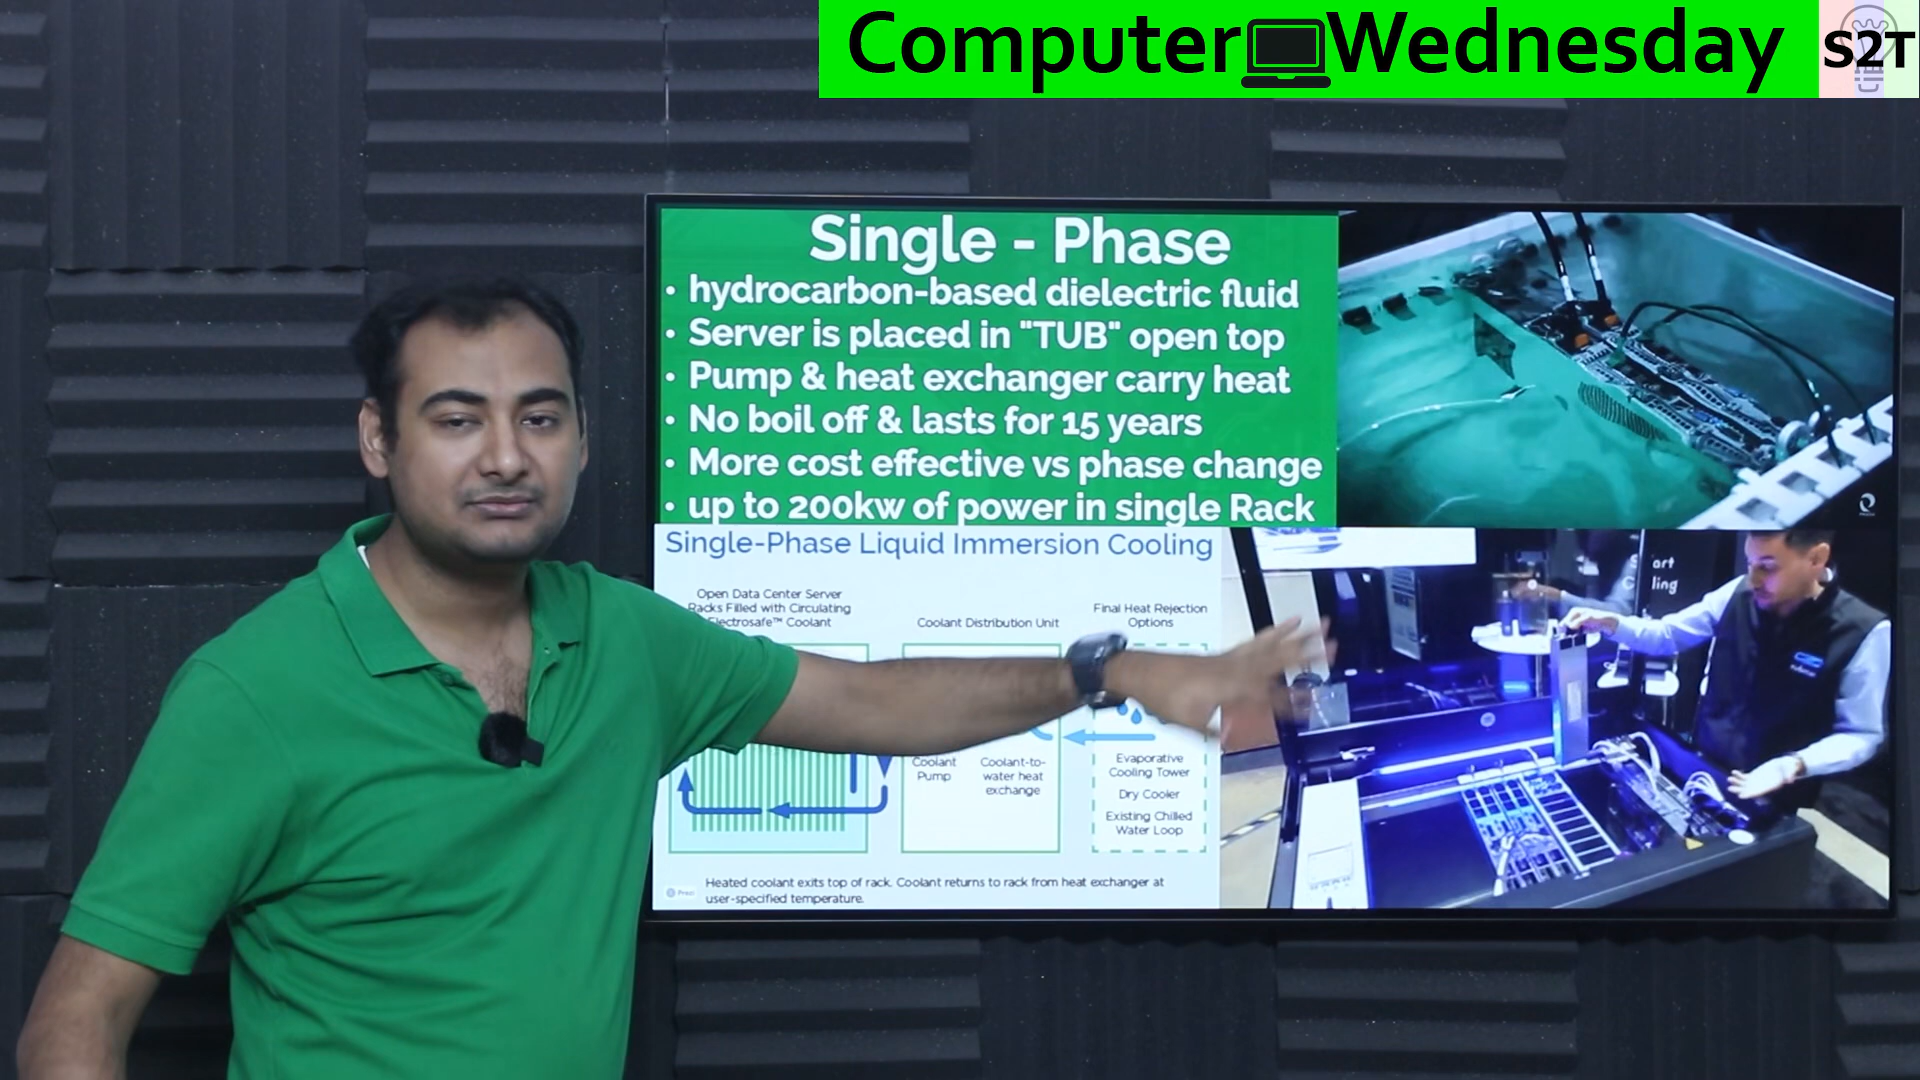 Computer Wednesday
S2T
Single - Phase
• hydrocarbon-based dielectric fluid
• Server is placed in "TUB" open top
• Pump & heat exchanger carry heat
• No boil off & lasts for 15 years
• More cost effective vs phase change
• up to 200kw of power in single Rack
Single-Phase Liquid Immersion Cooling
Open Data Center Server
Racks Filled with Circulating
Electrosafe™ Coolant
Coolant Distribution Unit
Final Heat Rejection
Options
Coolant
Pump
Coolant-to-
water heat
exchange
Evaporative
Cooling Tower
Dry Cooler
Existing Chilled
Water Loop
Heated coolant exits top of rack. Coolant returns to rack from heat exchanger at
user-specified temperature.
Prezi